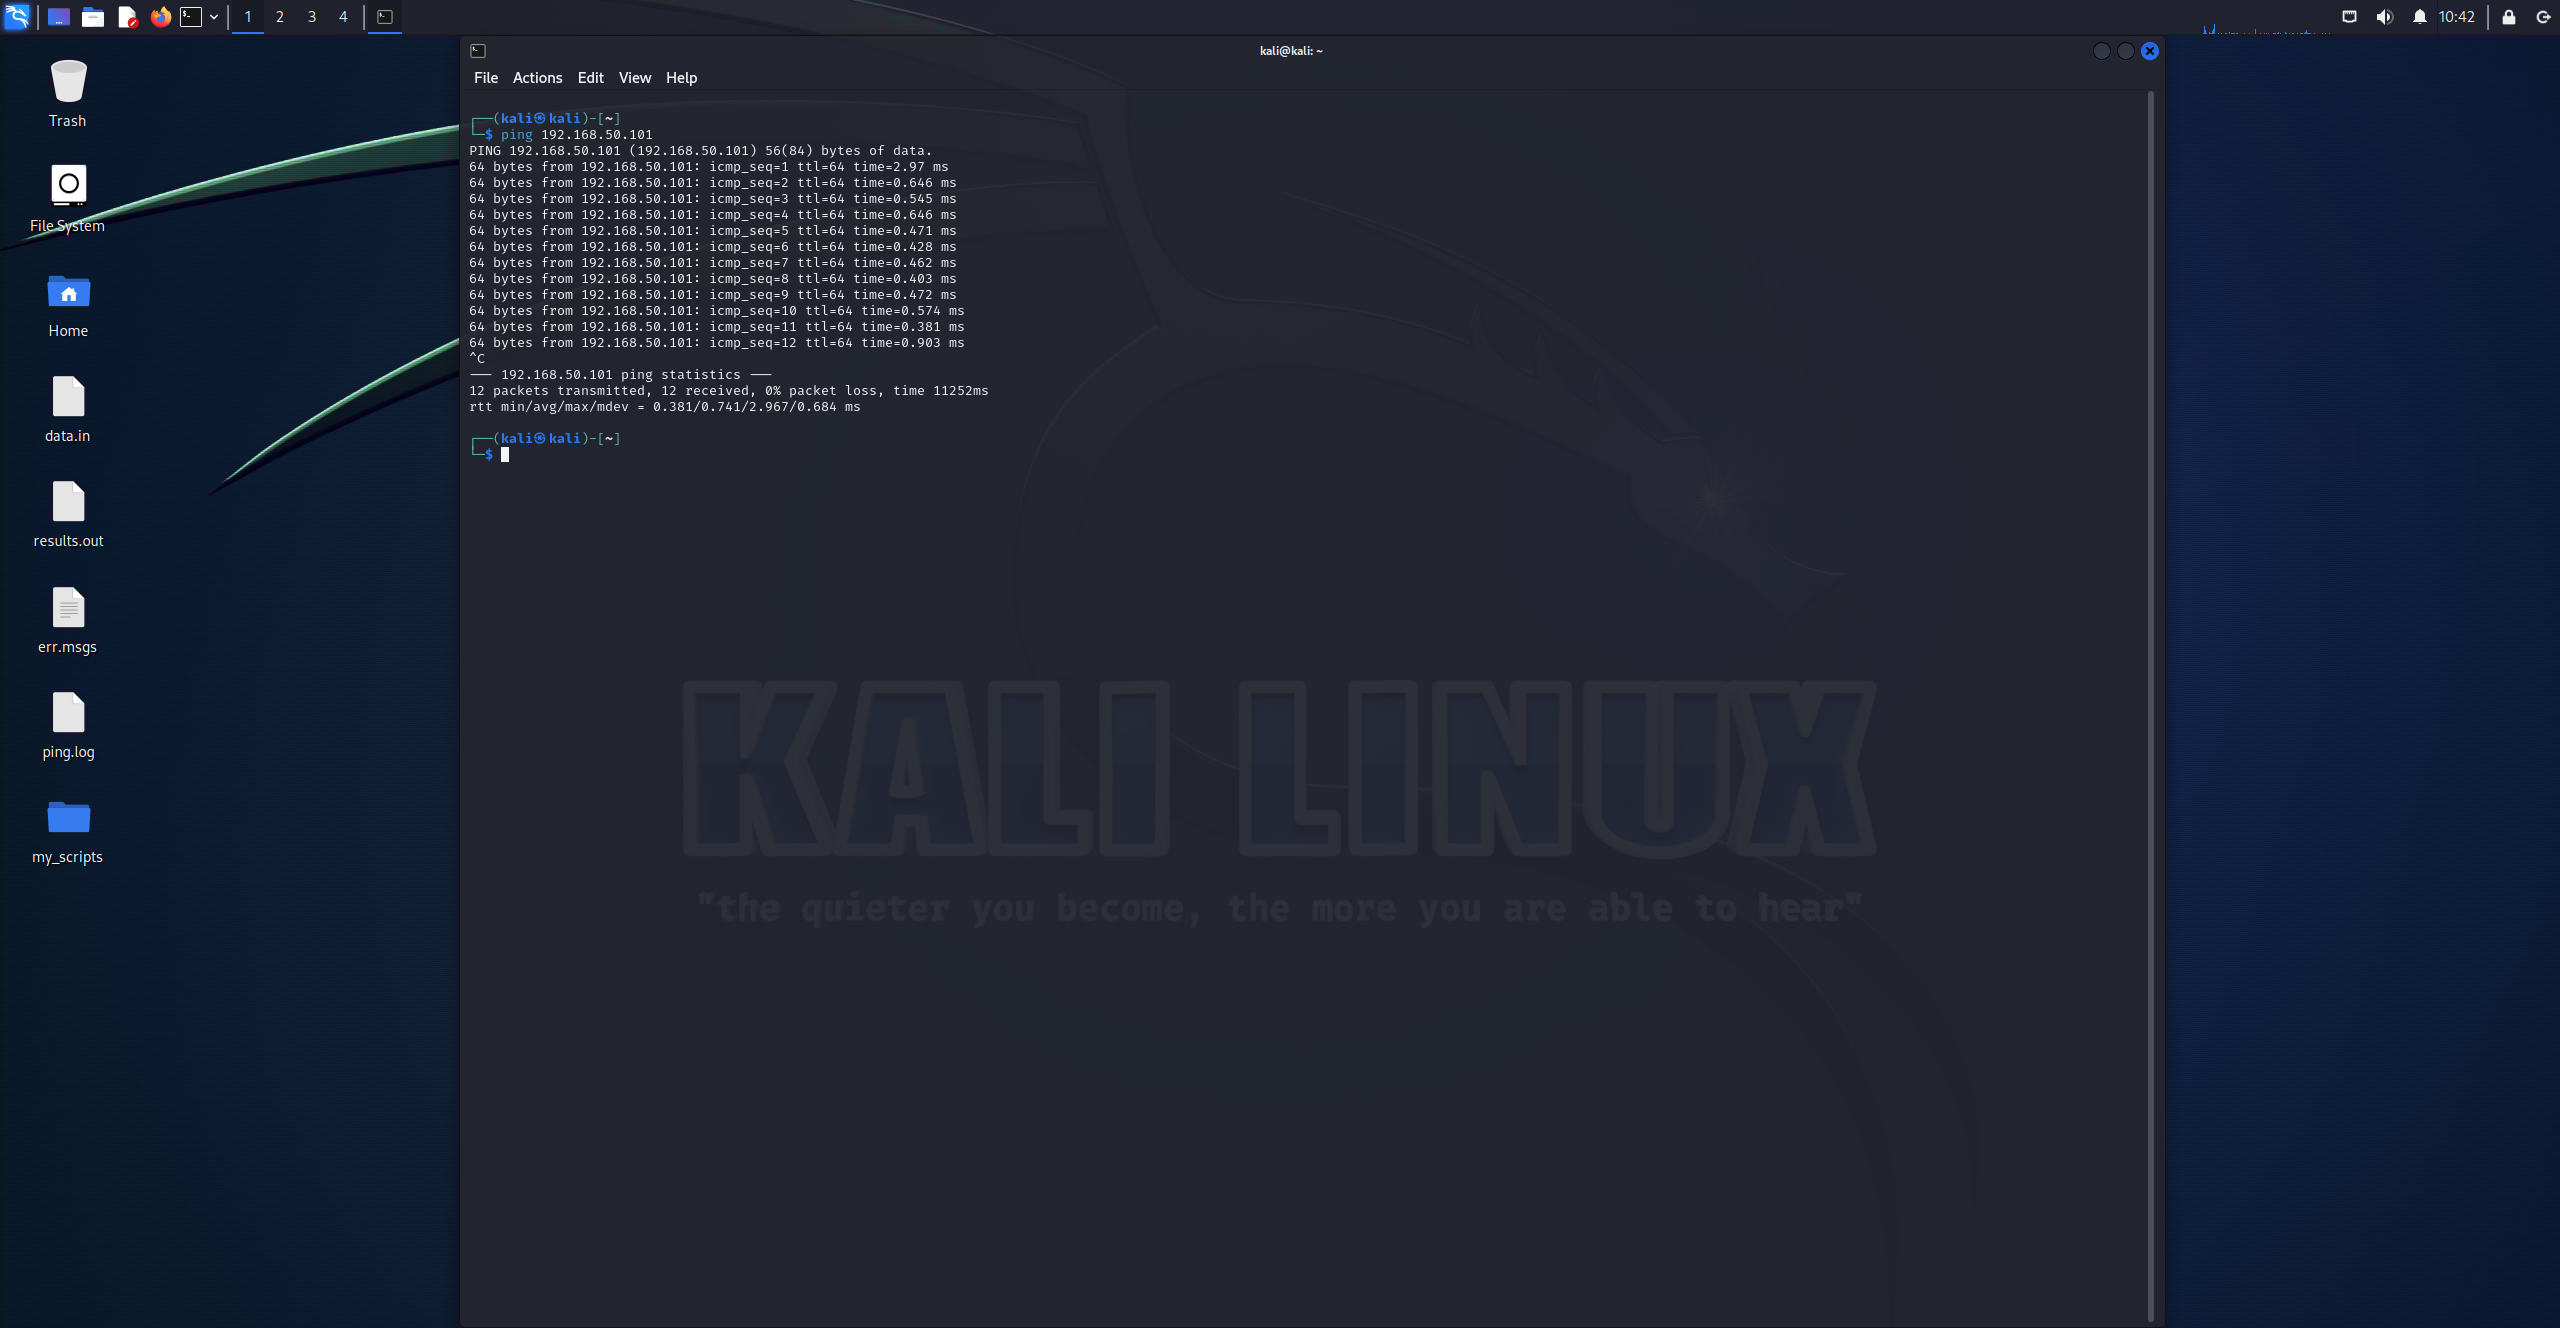 1 2 3 4
10:42
Trash
File System
Home
data.in
results.out
err.msgs
ping.log
my_scripts
kali@kali: ~
File Actions Edit View Help
┌──(kali㉿kali)-[~]
└─$ ping 192.168.50.101
PING 192.168.50.101 (192.168.50.101) 56(84) bytes of data.
64 bytes from 192.168.50.101: icmp_seq=1 ttl=64 time=2.97 ms
64 bytes from 192.168.50.101: icmp_seq=2 ttl=64 time=0.646 ms
64 bytes from 192.168.50.101: icmp_seq=3 ttl=64 time=0.545 ms
64 bytes from 192.168.50.101: icmp_seq=4 ttl=64 time=0.646 ms
64 bytes from 192.168.50.101: icmp_seq=5 ttl=64 time=0.471 ms
64 bytes from 192.168.50.101: icmp_seq=6 ttl=64 time=0.428 ms
64 bytes from 192.168.50.101: icmp_seq=7 ttl=64 time=0.462 ms
64 bytes from 192.168.50.101: icmp_seq=8 ttl=64 time=0.403 ms
64 bytes from 192.168.50.101: icmp_seq=9 ttl=64 time=0.472 ms
64 bytes from 192.168.50.101: icmp_seq=10 ttl=64 time=0.574 ms
64 bytes from 192.168.50.101: icmp_seq=11 ttl=64 time=0.381 ms
64 bytes from 192.168.50.101: icmp_seq=12 ttl=64 time=0.903 ms
^C
─── 192.168.50.101 ping statistics ───
12 packets transmitted, 12 received, 0% packet loss, time 11252ms
rtt min/avg/max/mdev = 0.381/0.741/2.967/0.684 ms
┌──(kali㉿kali)-[~]
└─$
KALI LINUX
"the quieter you become, the more you are able to hear"